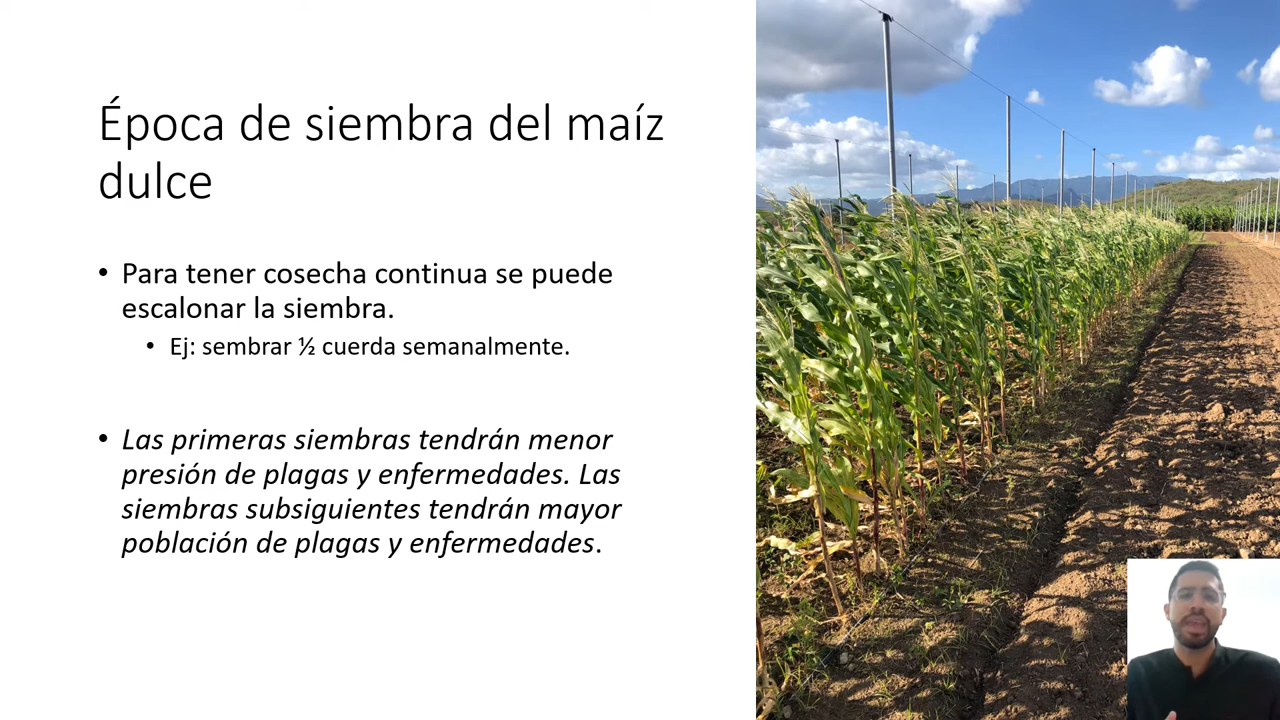 Época de siembra del maíz
dulce
• Para tener cosecha continua se puede
escalonar la siembra.
• Ej: sembrar ½ cuerda semanalmente.
• Las primeras siembras tendrán menor
presión de plagas y enfermedades. Las
siembras subsiguientes tendrán mayor
población de plagas y enfermedades.